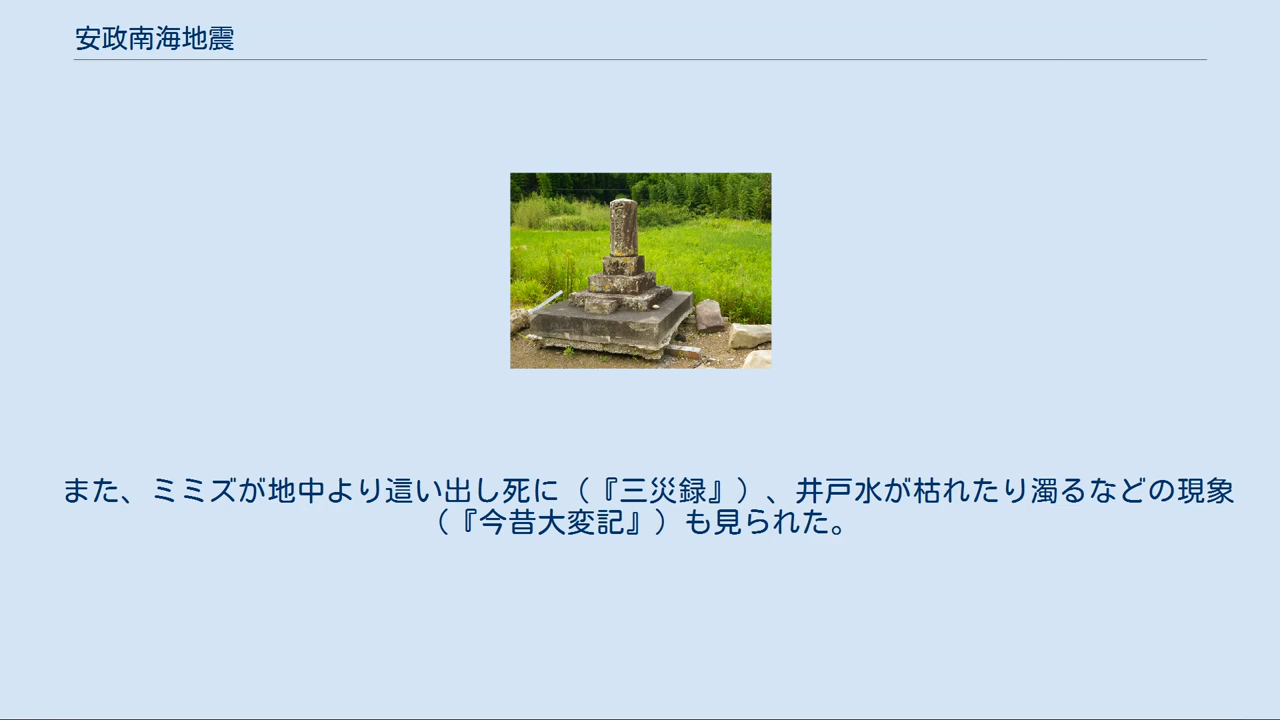 安政南海地震
また、ミミズが地中より這い出し死に（『三災録』）、井戸水が枯れたり濁るなどの現象
（『今昔大変記』）も見られた。